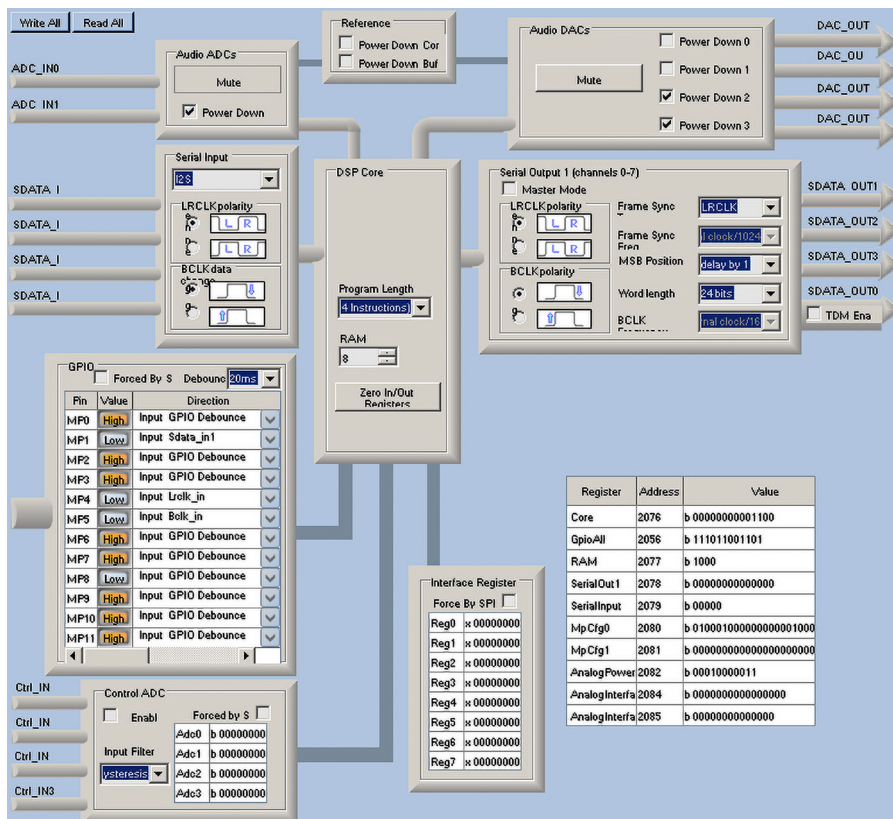 Write All
Read All
Reference
Power Down Cor
Power Down Buf
Audio ADCs
Mute
Power Down
ADC_IN0
ADC_IN1
Audio DACs
Mute
Power Down 0
Power Down 1
Power Down 2
Power Down 3
DAC_OUT
DAC_OU
DAC_OUT
DAC_OUT
Serial Input
I2S
LRCLK polarity
L R
L R
BCLK data
change
SDATA_I
SDATA_I
SDATA_I
SDATA_I
DSP Core
Program Length
4 Instructions)
RAM
8
Zero In/Out
Registers
Serial Output 1 (channels 0-7)
Master Mode
LRCLK polarity
L R
L R
BCLK polarity
Frame Sync
LRCLK
Frame Sync
Freq
l clock/1024
MSB Position
delay by 1
Word length
24 bits
BCLK
Frequency
nal clock/16
SDATA_OUT1
SDATA_OUT2
SDATA_OUT3
SDATA_OUT0
TDM Ena
GPIO
Forced By S Debounc 20ms
Pin Value Direction
MP0 High Input GPIO Debounce
MP1 Low Input Sdata_in1
MP2 High Input GPIO Debounce
MP3 High Input GPIO Debounce
MP4 Low Input Lrclk_in
MP5 Low Input Bclk_in
MP6 High Input GPIO Debounce
MP7 High Input GPIO Debounce
MP8 Low Input GPIO Debounce
MP9 High Input GPIO Debounce
MP10 High Input GPIO Debounce
MP11 High Input GPIO Debounce
Control ADC
Enabl
Forced by S
Input Filter
ysteresis
Adc0 b 00000000
Adc1 b 00000000
Adc2 b 00000000
Adc3 b 00000000
Ctrl_IN
Ctrl_IN
Ctrl_IN
Ctrl_IN3
Interface Register
Force By SPI
Reg0 x 00000000
Reg1 x 00000000
Reg2 x 00000000
Reg3 x 00000000
Reg4 x 00000000
Reg5 x 00000000
Reg6 x 00000000
Reg7 x 00000000
Register Address Value
Core 2076 b 00000000001100
GpioAll 2056 b 111011001101
RAM 2077 b 1000
SerialOut1 2078 b 00000000000000
SerialInput 2079 b 00000
MpCfg0 2080 b 010001000000000001000
MpCfg1 2081 b 000000000000000000000
AnalogPower 2082 b 00010000011
AnalogInterfa 2084 b 0000000000000000
AnalogInterfa 2085 b 00000000000000